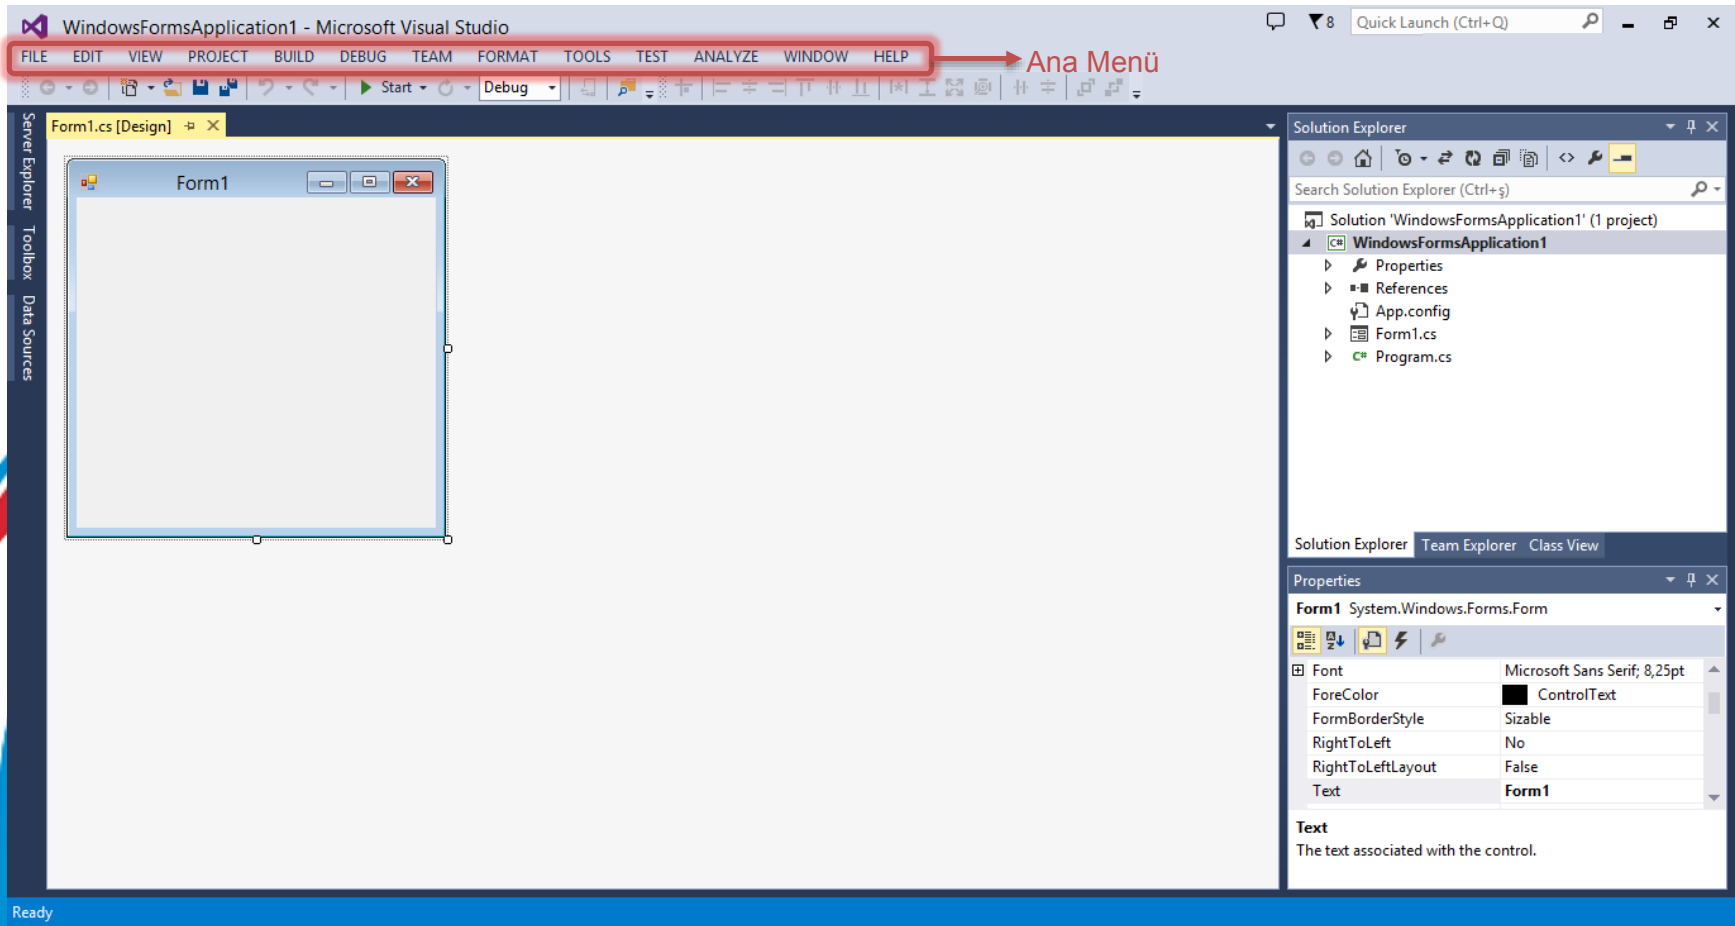 WindowsFormsApplication1 - Microsoft Visual Studio
8
Quick Launch (Ctrl+Q)
FILE EDIT VIEW PROJECT BUILD DEBUG TEAM FORMAT TOOLS TEST ANALYZE WINDOW HELP
Ana Menü
Start
Debug
Server Explorer
Toolbox
Data Sources
Form1.cs [Design]
Form1
Solution Explorer
Search Solution Explorer (Ctrl+ş)
Solution 'WindowsFormsApplication1' (1 project)
C# WindowsFormsApplication1
Properties
References
App.config
Form1.cs
C# Program.cs
Solution Explorer Team Explorer Class View
Properties
Form1 System.Windows.Forms.Form
Font Microsoft Sans Serif; 8,25pt
ForeColor ControlText
FormBorderStyle Sizable
RightToLeft No
RightToLeftLayout False
Text Form1
Text
The text associated with the control.
Ready